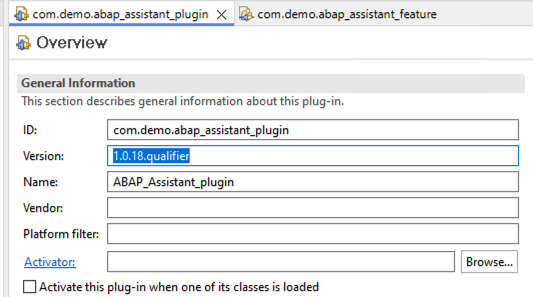 com.demo.abap_assistant_plugin com.demo.abap_assistant_feature
Overview
General Information
This section describes general information about this plug-in.
ID: com.demo.abap_assistant_plugin
Version: 1.0.18.qualifier
Name: ABAP_Assistant_plugin
Vendor:
Platform filter:
Activator: Browse...
Activate this plug-in when one of its classes is loaded